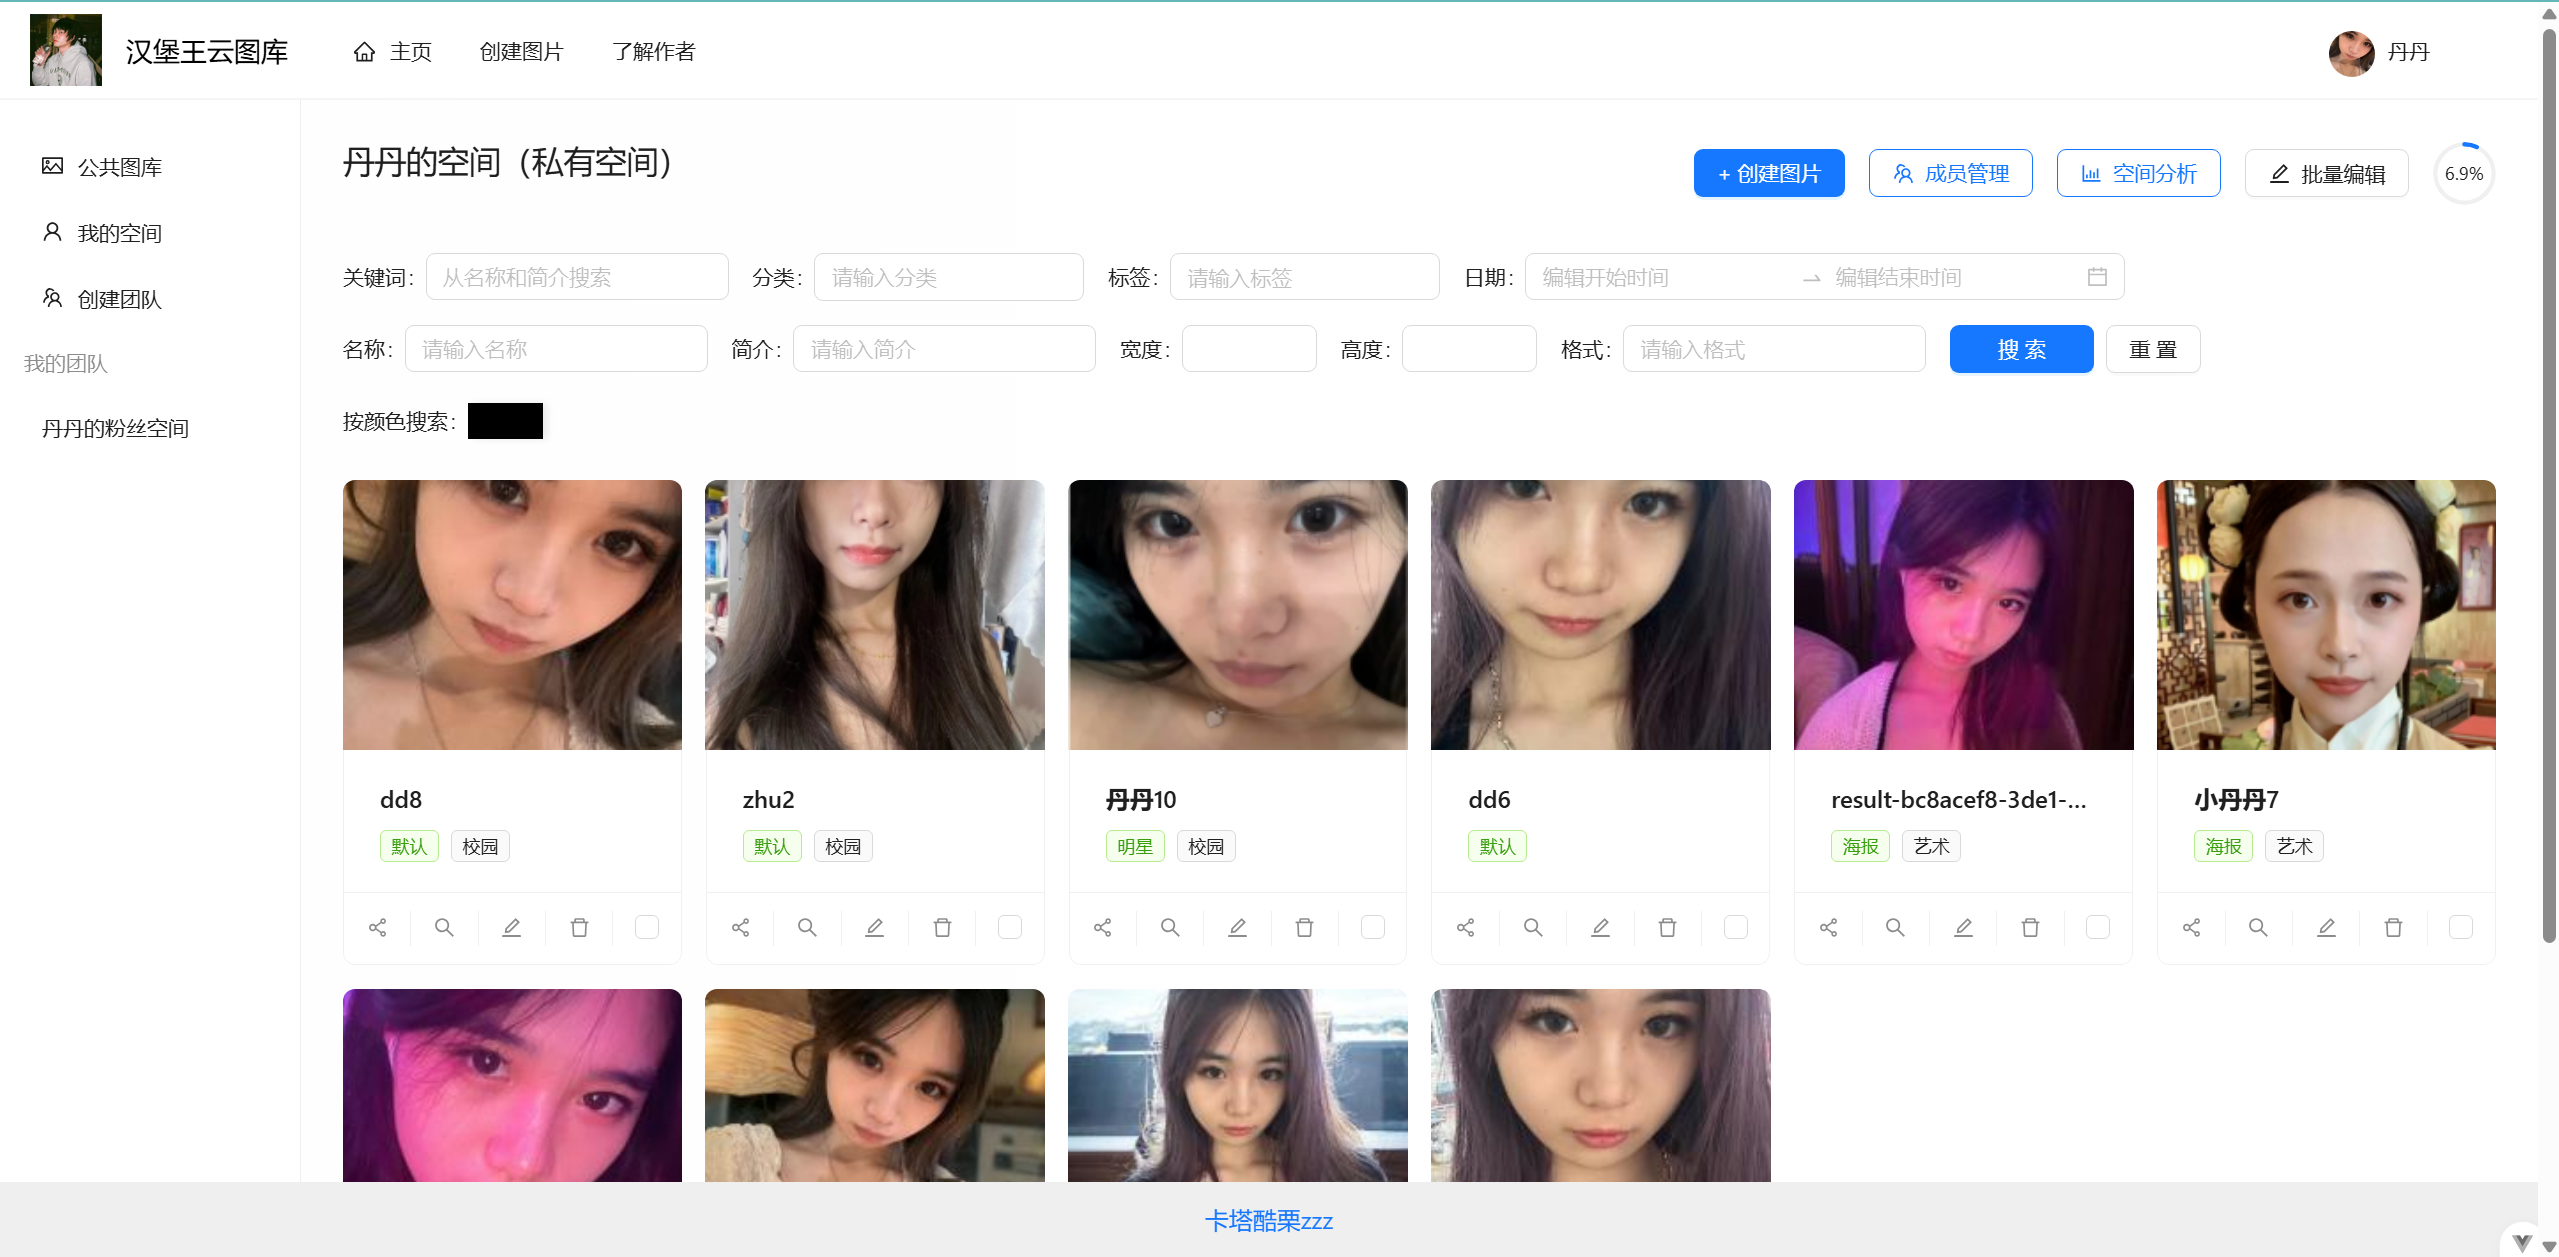 汉堡王云图库 主页 创建图片 了解作者 丹丹
公共图库
我的空间
创建团队
我的团队
丹丹的粉丝空间
丹丹的空间（私有空间）
+ 创建图片 成员管理 空间分析 批量编辑 6.9%
关键词: 从名称和简介搜索 分类: 请输入分类 标签: 请输入标签 日期: 编辑开始时间 → 编辑结束时间
名称: 请输入名称 简介: 请输入简介 宽度: 高度: 格式: 请输入格式 搜 索 重 置
按颜色搜索:
dd8
默认 校园
zhu2
默认 校园
丹丹10
明星 校园
dd6
默认
result-bc8acef8-3de1-...
海报 艺术
小丹丹7
海报 艺术
卡塔酷栗zzz